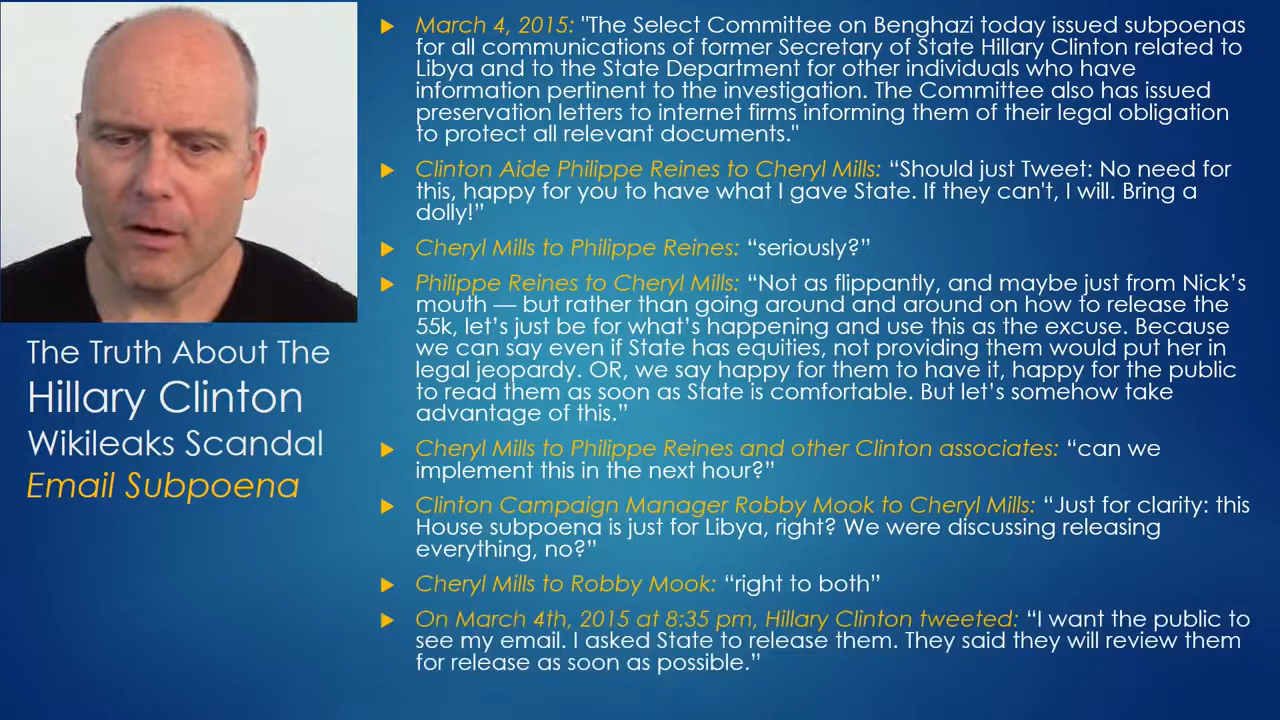 The Truth About The
Hillary Clinton
Wikileaks Scandal
Email Subpoena
March 4, 2015: "The Select Committee on Benghazi today issued subpoenas
for all communications of former Secretary of State Hillary Clinton related to
Libya and to the State Department for other individuals who have
information pertinent to the investigation. The Committee also has issued
preservation letters to internet firms informing them of their legal obligation
to protect all relevant documents."
Clinton Aide Philippe Reines to Cheryl Mills: “Should just Tweet: No need for
this, happy for you to have what I gave State. If they can't, I will. Bring a
dolly!”
Cheryl Mills to Philippe Reines: “seriously?”
Philippe Reines to Cheryl Mills: “Not as flippantly, and maybe just from Nick’s
mouth — but rather than going around and around on how to release the
55k, let’s just be for what’s happening and use this as the excuse. Because
we can say even if State has equities, not providing them would put her in
legal jeopardy. OR, we say happy for them to have it, happy for the public
to read them as soon as State is comfortable. But let’s somehow take
advantage of this.”
Cheryl Mills to Philippe Reines and other Clinton associates: “can we
implement this in the next hour?”
Clinton Campaign Manager Robby Mook to Cheryl Mills: “Just for clarity: this
House subpoena is just for Libya, right? We were discussing releasing
everything, no?”
Cheryl Mills to Robby Mook: “right to both”
On March 4th, 2015 at 8:35 pm, Hillary Clinton tweeted: “I want the public to
see my email. I asked State to release them. They said they will review them
for release as soon as possible.”